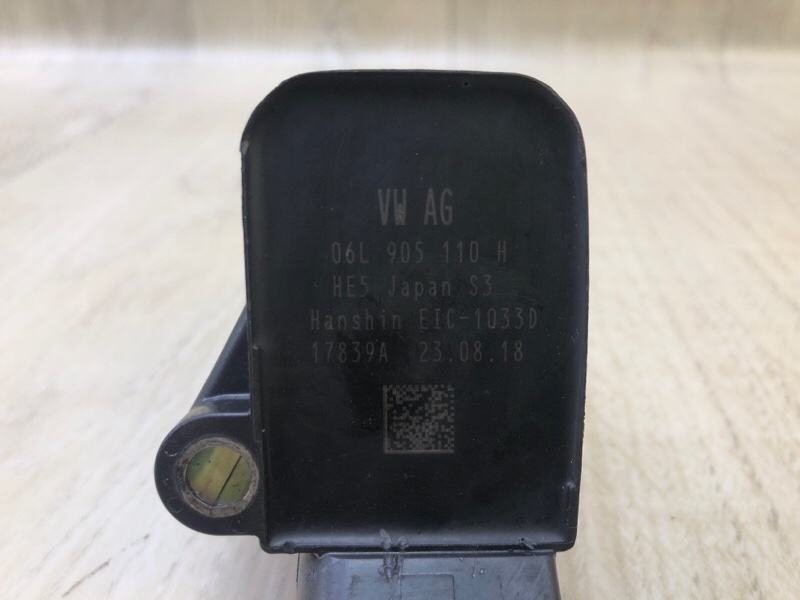 VW AG
06L 905 110 H
HE5 Japan S3
Hanshin EIC-1033D
17839A 23.08.18